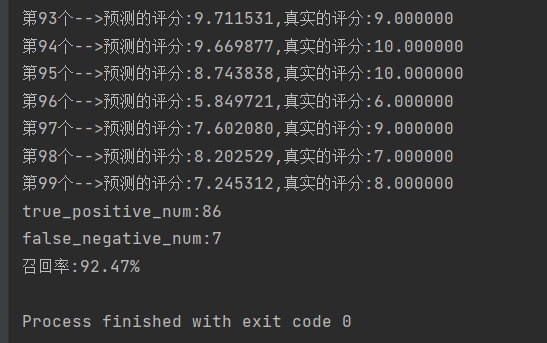 第93个-->预测的评分:9.711531,真实的评分:9.000000
第94个-->预测的评分:9.669877,真实的评分:10.000000
第95个-->预测的评分:8.743838,真实的评分:10.000000
第96个-->预测的评分:5.849721,真实的评分:6.000000
第97个-->预测的评分:7.602080,真实的评分:9.000000
第98个-->预测的评分:8.202529,真实的评分:7.000000
第99个-->预测的评分:7.245312,真实的评分:8.000000
true_positive_num:86
false_negative_num:7
召回率:92.47%
Process finished with exit code 0